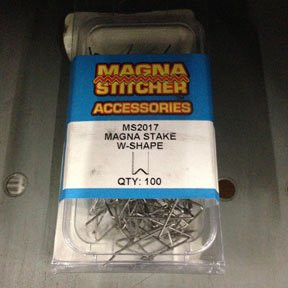 MAGNA
STITCHER
ACCESSORIES
MS2017
MAGNA STAKE
W-SHAPE
QTY: 100